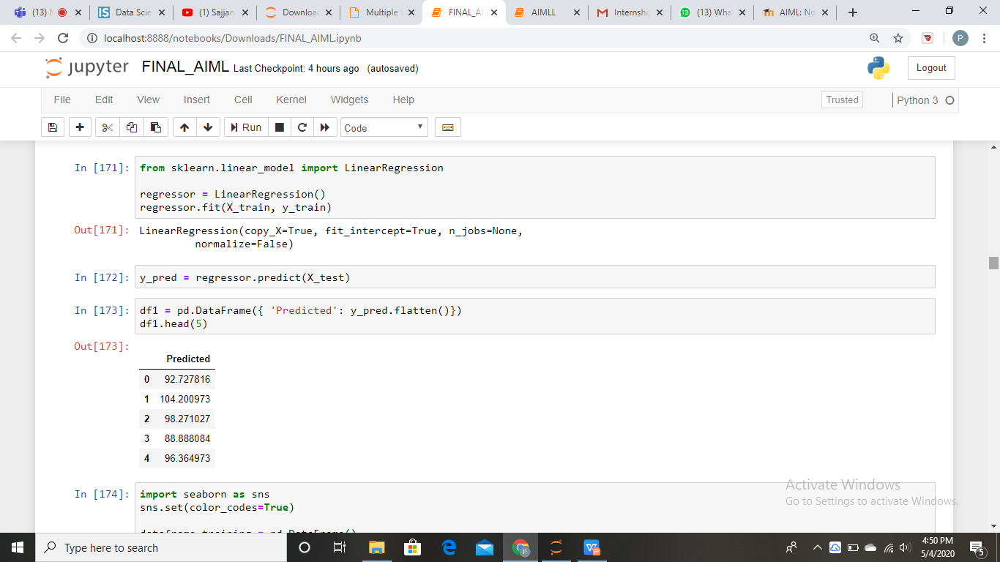 (13)
Data Scie
(1) Sajjan
Downloa
Multiple
FINAL_A
AIMLL
Internshi
(13) Wha
AIML: No
localhost:8888/notebooks/Downloads/FINAL_AIML.ipynb
P
jupyter FINAL_AIML Last Checkpoint: 4 hours ago (autosaved)
Logout
File Edit View Insert Cell Kernel Widgets Help
Trusted
Python 3
Run
Code
In [171]: from sklearn.linear_model import LinearRegression
regressor = LinearRegression()
regressor.fit(X_train, y_train)
Out[171]: LinearRegression(copy_X=True, fit_intercept=True, n_jobs=None,
normalize=False)
In [172]: y_pred = regressor.predict(X_test)
In [173]: df1 = pd.DataFrame({ 'Predicted': y_pred.flatten()})
df1.head(5)
Out[173]:
Predicted
0 92.727816
1 104.200973
2 98.271027
3 88.888084
4 96.364973
In [174]: import seaborn as sns
sns.set(color_codes=True)
Activate Windows
Go to Settings to activate Windows.
Type here to search
4:50 PM
5/4/2020
5